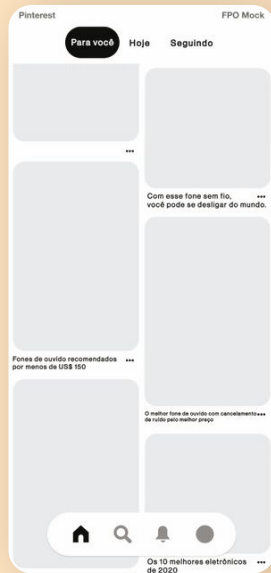 Pinterest
FPO Mock
Para você
Hoje
Seguindo
Com esse fone sem fio,
você pode se desligar do mundo.
Fones de ouvido recomendados
por menos de US$ 150
O melhor fone de ouvido com cancelamento
de ruído pelo melhor preço
Os 10 melhores eletrônicos
de 2020